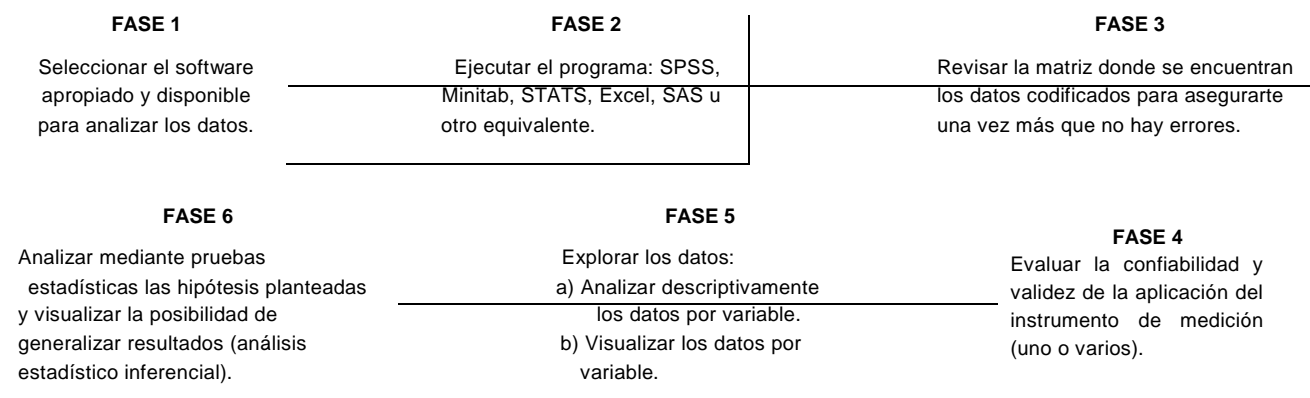 FASE 1
Seleccionar el software
apropiado y disponible
para analizar los datos.
FASE 2
Ejecutar el programa: SPSS,
Minitab, STATS, Excel, SAS u
otro equivalente.
FASE 3
Revisar la matriz donde se encuentran
los datos codificados para asegurarte
una vez más que no hay errores.
FASE 6
Analizar mediante pruebas
estadísticas las hipótesis planteadas
y visualizar la posibilidad de
generalizar resultados (análisis
estadístico inferencial).
FASE 5
Explorar los datos:
a) Analizar descriptivamente
los datos por variable.
b) Visualizar los datos por
variable.
FASE 4
Evaluar la confiabilidad y
validez de la aplicación del
instrumento de medición
(uno o varios).